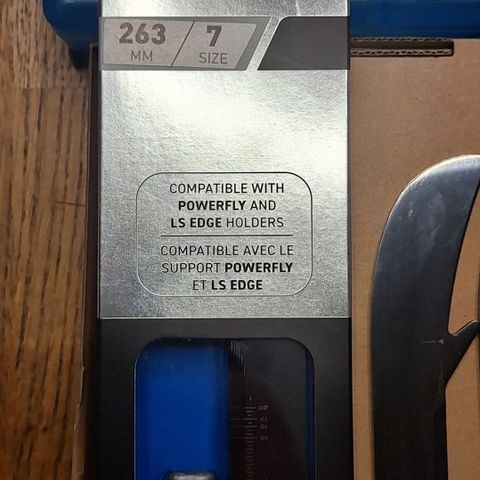 263 7
MM SIZE
COMPATIBLE WITH
POWERFLY AND
LS EDGE HOLDERS
COMPATIBLE AVEC LE
SUPPORT POWERFLY
ET LS EDGE